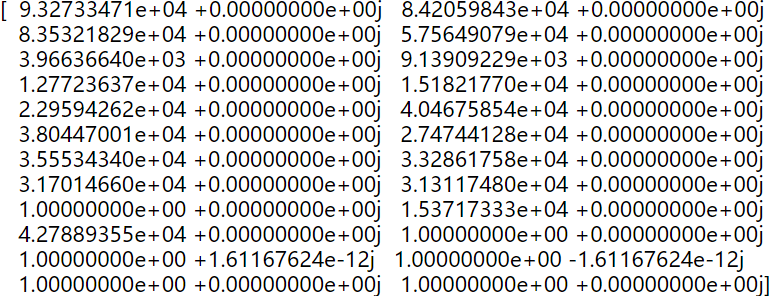 [ 9.32733471e+04 +0.00000000e+00j 8.42059843e+04 +0.00000000e+00j
8.35321829e+04 +0.00000000e+00j 5.75649079e+04 +0.00000000e+00j
3.96636640e+03 +0.00000000e+00j 9.13909229e+03 +0.00000000e+00j
1.27723637e+04 +0.00000000e+00j 1.51821770e+04 +0.00000000e+00j
2.29594262e+04 +0.00000000e+00j 4.04675854e+04 +0.00000000e+00j
3.80447001e+04 +0.00000000e+00j 2.74744128e+04 +0.00000000e+00j
3.55534340e+04 +0.00000000e+00j 3.32861758e+04 +0.00000000e+00j
3.17014660e+04 +0.00000000e+00j 3.13117480e+04 +0.00000000e+00j
1.00000000e+00 +0.00000000e+00j 1.53717333e+04 +0.00000000e+00j
4.27889355e+04 +0.00000000e+00j 1.00000000e+00 +0.00000000e+00j
1.00000000e+00 +1.61167624e-12j 1.00000000e+00 -1.61167624e-12j
1.00000000e+00 +0.00000000e+00j 1.00000000e+00 +0.00000000e+00j]